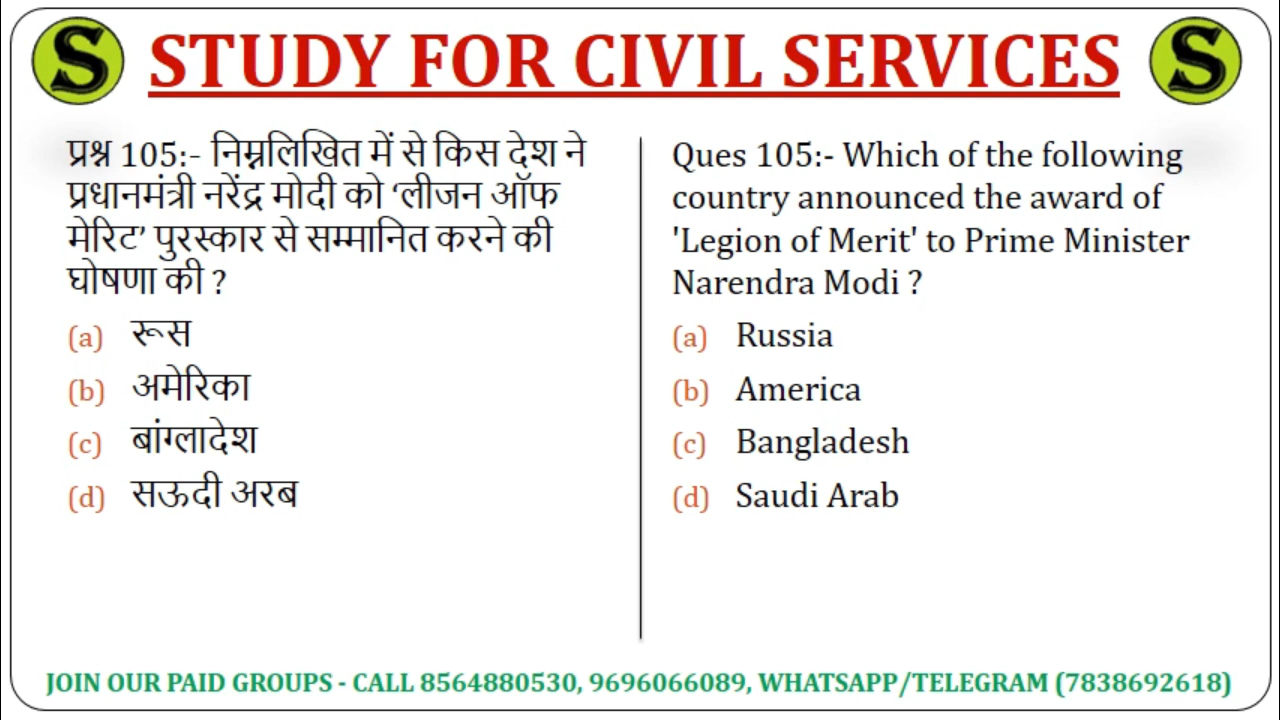 S STUDY FOR CIVIL SERVICES S
प्रश्न 105:- निम्नलिखित में से किस देश ने
प्रधानमंत्री नरेंद्र मोदी को ‘लीजन ऑफ
मेरिट’ पुरस्कार से सम्मानित करने की
घोषणा की ?
(a) रूस
(b) अमेरिका
(c) बांग्लादेश
(d) सऊदी अरब
Ques 105:- Which of the following
country announced the award of
'Legion of Merit' to Prime Minister
Narendra Modi ?
(a) Russia
(b) America
(c) Bangladesh
(d) Saudi Arab
JOIN OUR PAID GROUPS - CALL 8564880530, 9696066089, WHATSAPP/TELEGRAM (7838692618)